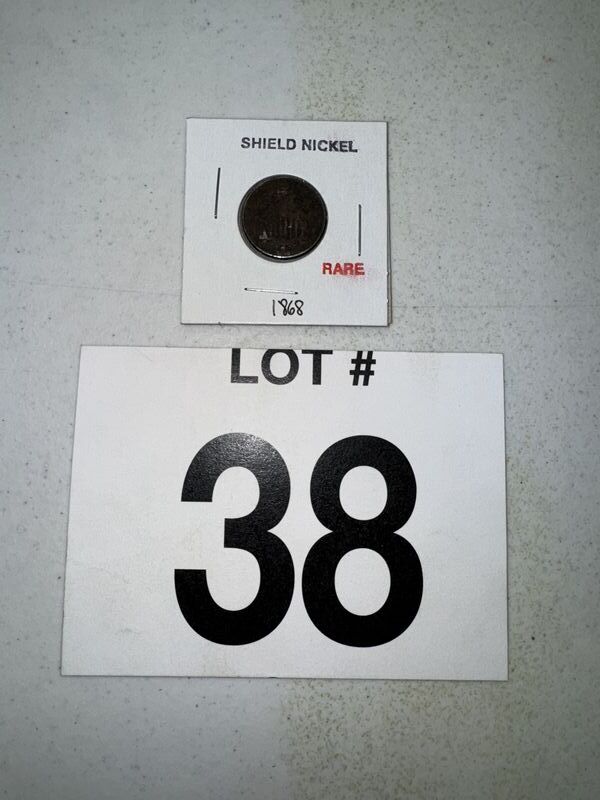 SHIELD NICKEL
RARE
1868
LOT #
38